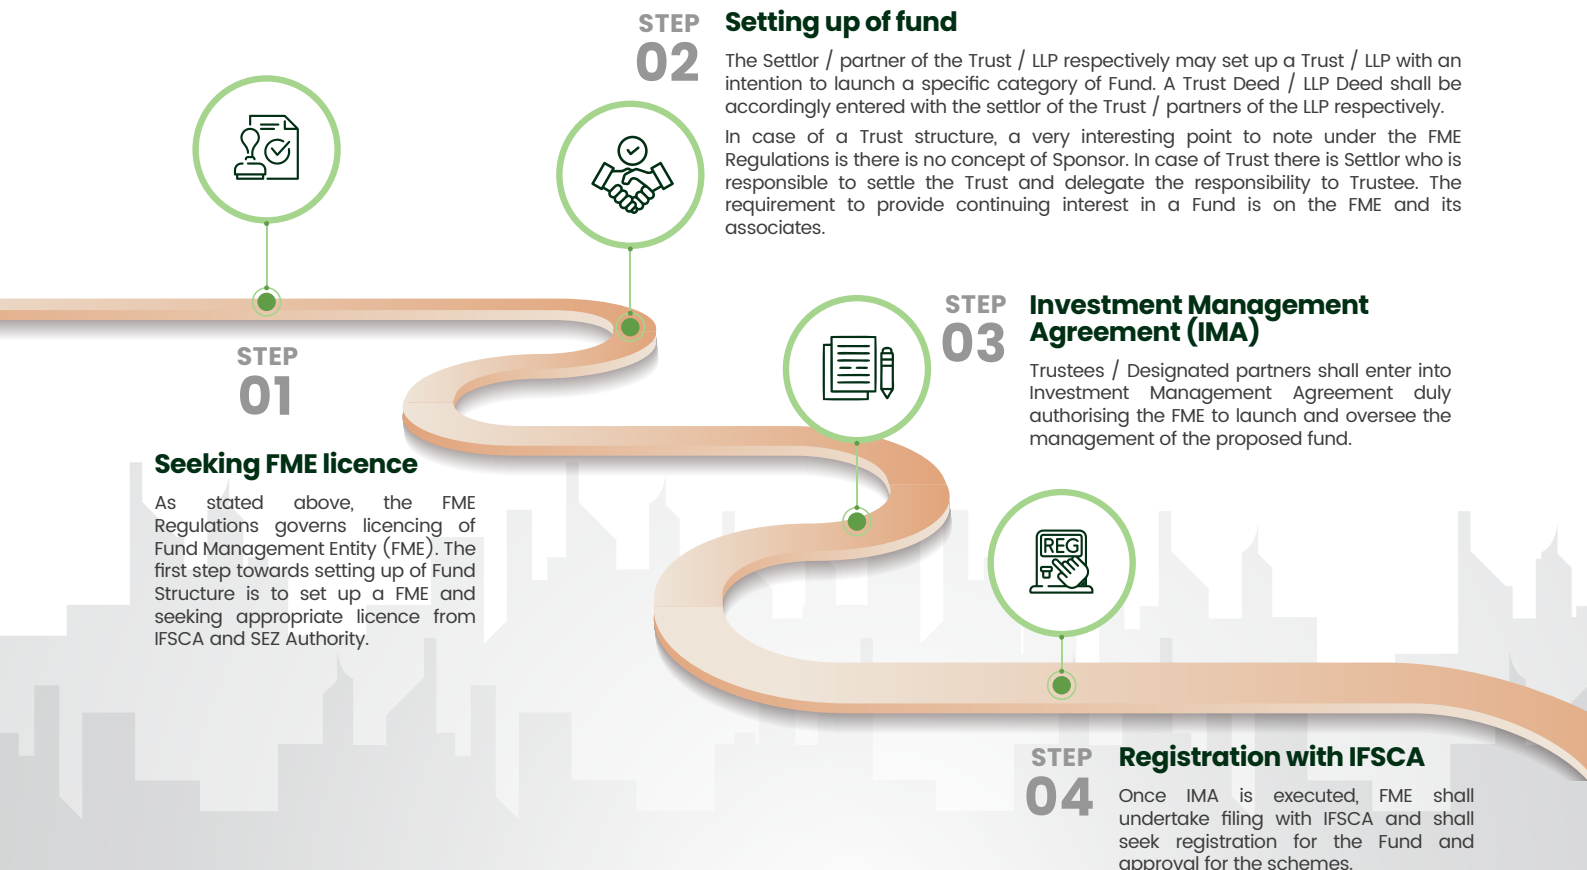 STEP
01
Seeking FME licence
As stated above, the FME
Regulations governs licencing of
Fund Management Entity (FME). The
first step towards setting up of Fund
Structure is to set up a FME and
seeking appropriate licence from
IFSCA and SEZ Authority.
STEP
02
Setting up of fund
The Settlor / partner of the Trust / LLP respectively may set up a Trust / LLP with an
intention to launch a specific category of Fund. A Trust Deed / LLP Deed shall be
accordingly entered with the settlor of the Trust / partners of the LLP respectively.
In case of a Trust structure, a very interesting point to note under the FME
Regulations is there is no concept of Sponsor. In case of Trust there is Settlor who is
responsible to settle the Trust and delegate the responsibility to Trustee. The
requirement to provide continuing interest in a Fund is on the FME and its
associates.
STEP
03
Investment Management
Agreement (IMA)
Trustees / Designated partners shall enter into
Investment Management Agreement duly
authorising the FME to launch and oversee the
management of the proposed fund.
REG
STEP
04
Registration with IFSCA
Once IMA is executed, FME shall
undertake filing with IFSCA and shall
seek registration for the Fund and
approval for the schemes.